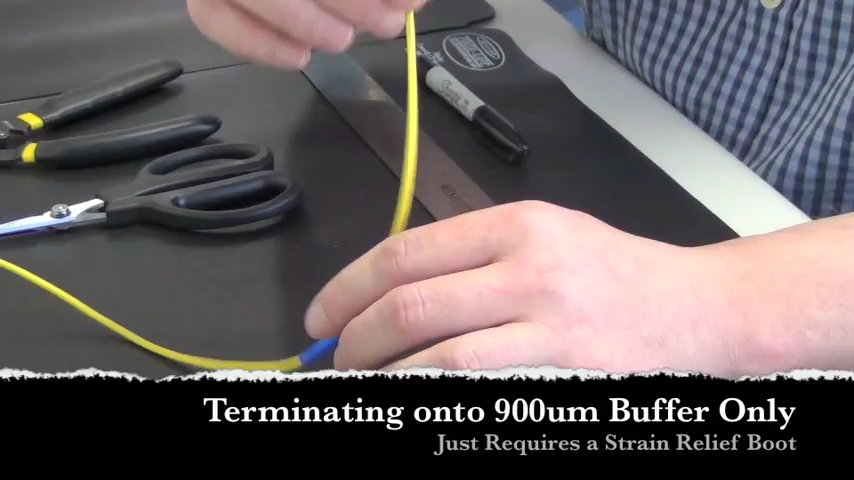 Terminating onto 900um Buffer Only
Just Requires a Strain Relief Boot